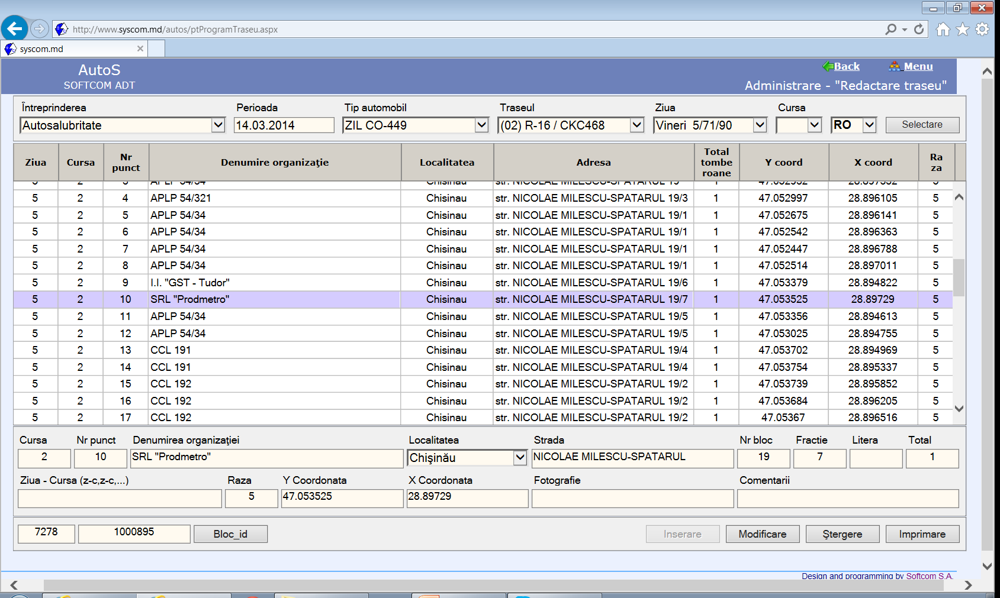 http://www.syscom.md/autos/ptProgramTraseu.aspx
syscom.md
AutoS
SOFTCOM ADT
Back Menu
Administrare - "Redactare traseu"
Întreprinderea Perioada Tip automobil Traseul Ziua Cursa
Autosalubritate 14.03.2014 ZIL CO-449 (02) R-16 / CKC468 Vineri 5/71/90 RO Selectare
Ziua Cursa Nr punct Denumire organizaţie Localitatea Adresa Total tombe roane Y coord X coord Ra za
5 2 4 APLP 54/321 Chisinau str. NICOLAE MILESCU-SPATARUL 19/3 1 47.052997 28.896105 5
5 2 5 APLP 54/34 Chisinau str. NICOLAE MILESCU-SPATARUL 19/1 1 47.052675 28.896141 5
5 2 6 APLP 54/34 Chisinau str. NICOLAE MILESCU-SPATARUL 19/1 1 47.052542 28.896363 5
5 2 7 APLP 54/34 Chisinau str. NICOLAE MILESCU-SPATARUL 19/1 1 47.052447 28.896788 5
5 2 8 APLP 54/34 Chisinau str. NICOLAE MILESCU-SPATARUL 19/1 1 47.052514 28.897011 5
5 2 9 I.I. "GST - Tudor" Chisinau str. NICOLAE MILESCU-SPATARUL 19/6 1 47.053379 28.894822 5
5 2 10 SRL "Prodmetro" Chisinau str. NICOLAE MILESCU-SPATARUL 19/7 1 47.053525 28.89729 5
5 2 11 APLP 54/34 Chisinau str. NICOLAE MILESCU-SPATARUL 19/5 1 47.053356 28.894613 5
5 2 12 APLP 54/34 Chisinau str. NICOLAE MILESCU-SPATARUL 19/5 1 47.053025 28.894755 5
5 2 13 CCL 191 Chisinau str. NICOLAE MILESCU-SPATARUL 19/4 1 47.053702 28.894969 5
5 2 14 CCL 191 Chisinau str. NICOLAE MILESCU-SPATARUL 19/4 1 47.053754 28.895337 5
5 2 15 CCL 192 Chisinau str. NICOLAE MILESCU-SPATARUL 19/2 1 47.053739 28.895852 5
5 2 16 CCL 192 Chisinau str. NICOLAE MILESCU-SPATARUL 19/2 1 47.053684 28.896205 5
5 2 17 CCL 192 Chisinau str. NICOLAE MILESCU-SPATARUL 19/2 1 47.05367 28.896516 5
Cursa Nr punct Denumirea organizaţiei Localitatea Strada Nr bloc Fractie Litera Total
2 10 SRL "Prodmetro" Chişinău NICOLAE MILESCU-SPATARUL 19 7 1
Ziua - Cursa (z-c,z-c,...) Raza Y Coordonata X Coordonata Fotografie Comentarii
5 47.053525 28.89729
7278 1000895 Bloc_id Inserare Modificare Ştergere Imprimare
Design and programming by Softcom S.A.